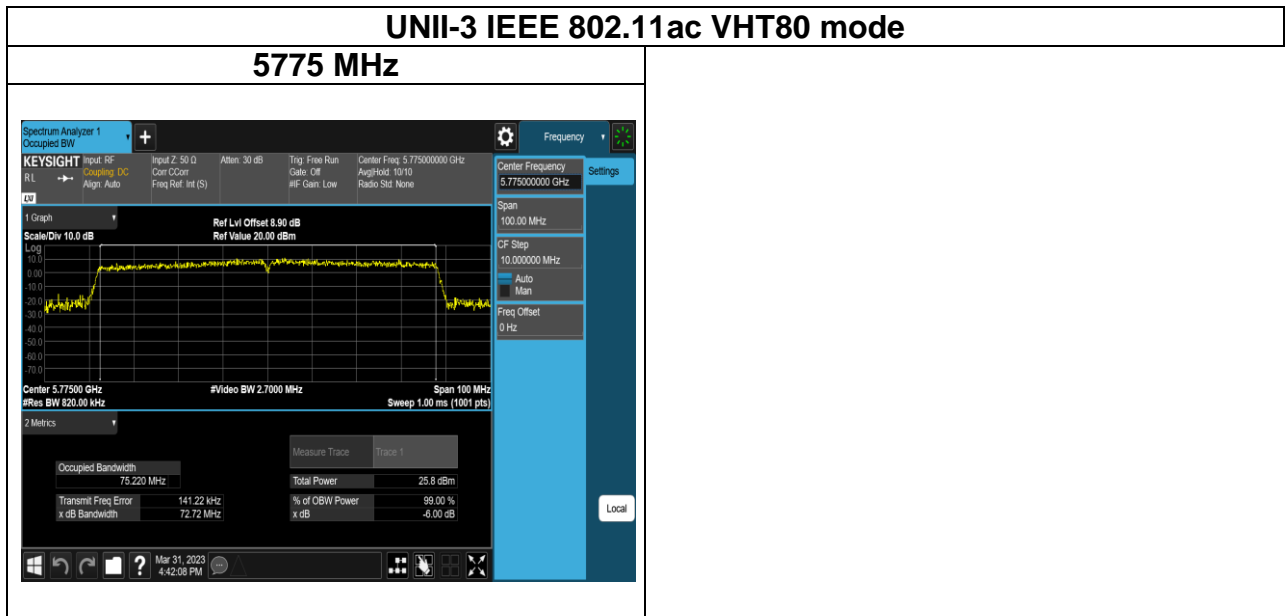 UNII-3 IEEE 802.11ac VHT80 mode
5775 MHz
Spectrum Analyzer 1
Occupied BW
+
Frequency
KEYSIGHT
RL
LXI
Input: RF
Coupling: DC
Align: Auto
Input Z: 50 Ω
Corr CCorr
Freq Ref: Int (S)
Atten: 30 dB
Trig: Free Run
Gate: Off
#IF Gain: Low
Center Freq: 5.775000000 GHz
Avg|Hold: 10/10
Radio Std: None
Center Frequency
5.775000000 GHz
Settings
Span
100.00 MHz
CF Step
10.000000 MHz
Auto
Man
Freq Offset
0 Hz
Local
1 Graph
Scale/Div 10.0 dB
Ref Lvl Offset 8.90 dB
Ref Value 20.00 dBm
Log
10.0
0.00
-10.0
-20.0
-30.0
-40.0
-50.0
-60.0
-70.0
Center 5.77500 GHz
#Video BW 2.7000 MHz
Span 100 MHz
#Res BW 820.00 kHz
Sweep 1.00 ms (1001 pts)
2 Metrics
Measure Trace
Trace 1
Occupied Bandwidth
75.220 MHz
Total Power 25.8 dBm
Transmit Freq Error 141.22 kHz
% of OBW Power 99.00 %
x dB Bandwidth 72.72 MHz
x dB -6.00 dB
?
Mar 31, 2023
4:42:08 PM